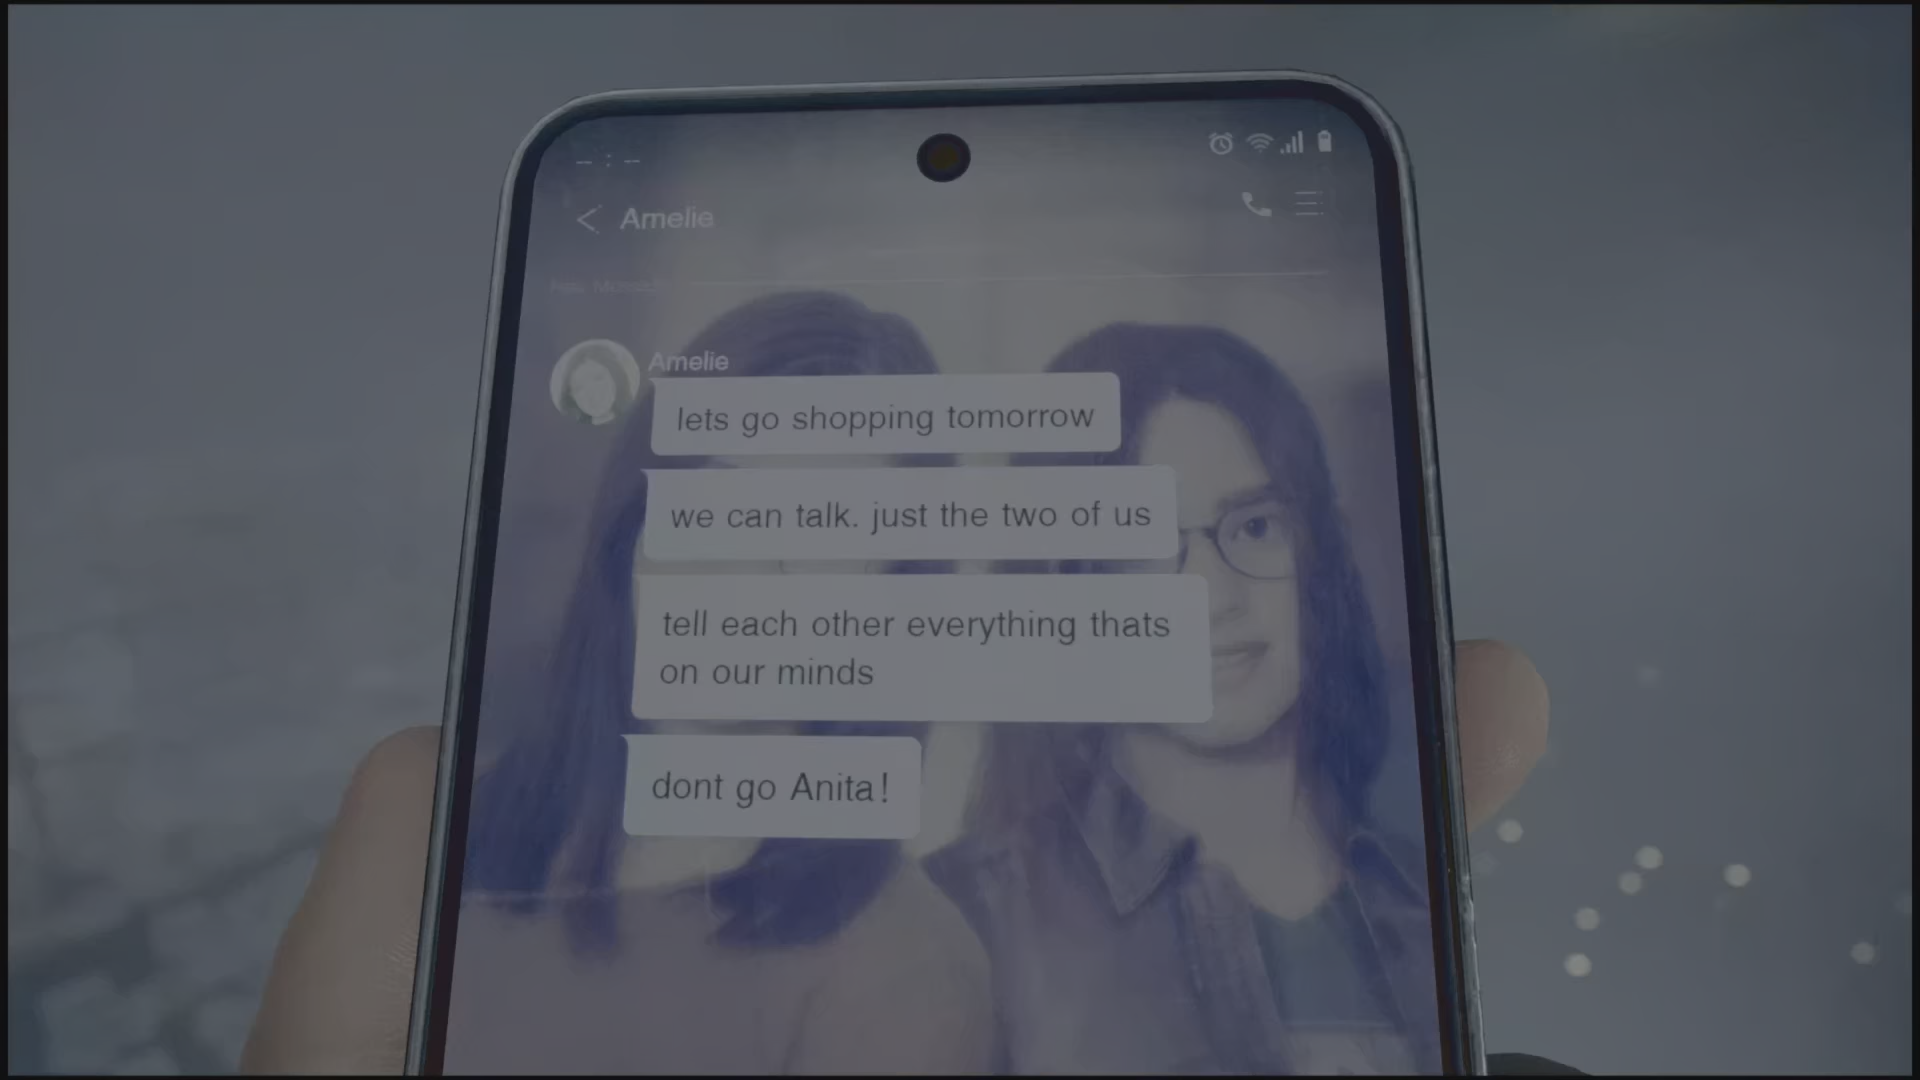 -- : --
Amelie
Amelie
lets go shopping tomorrow
we can talk. just the two of us
tell each other everything thats
on our minds
dont go Anita!